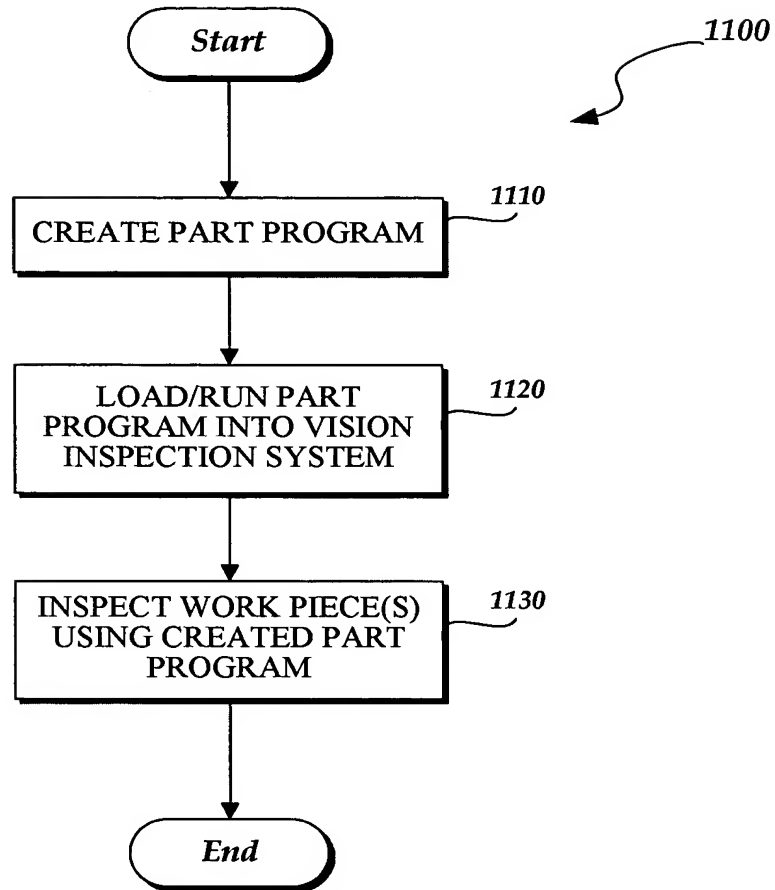 Start
1100
1110
CREATE PART PROGRAM
LOAD/RUN PART
PROGRAM INTO VISION
INSPECTION SYSTEM
1120
INSPECT WORK PIECE(S)
USING CREATED PART
PROGRAM
1130
End